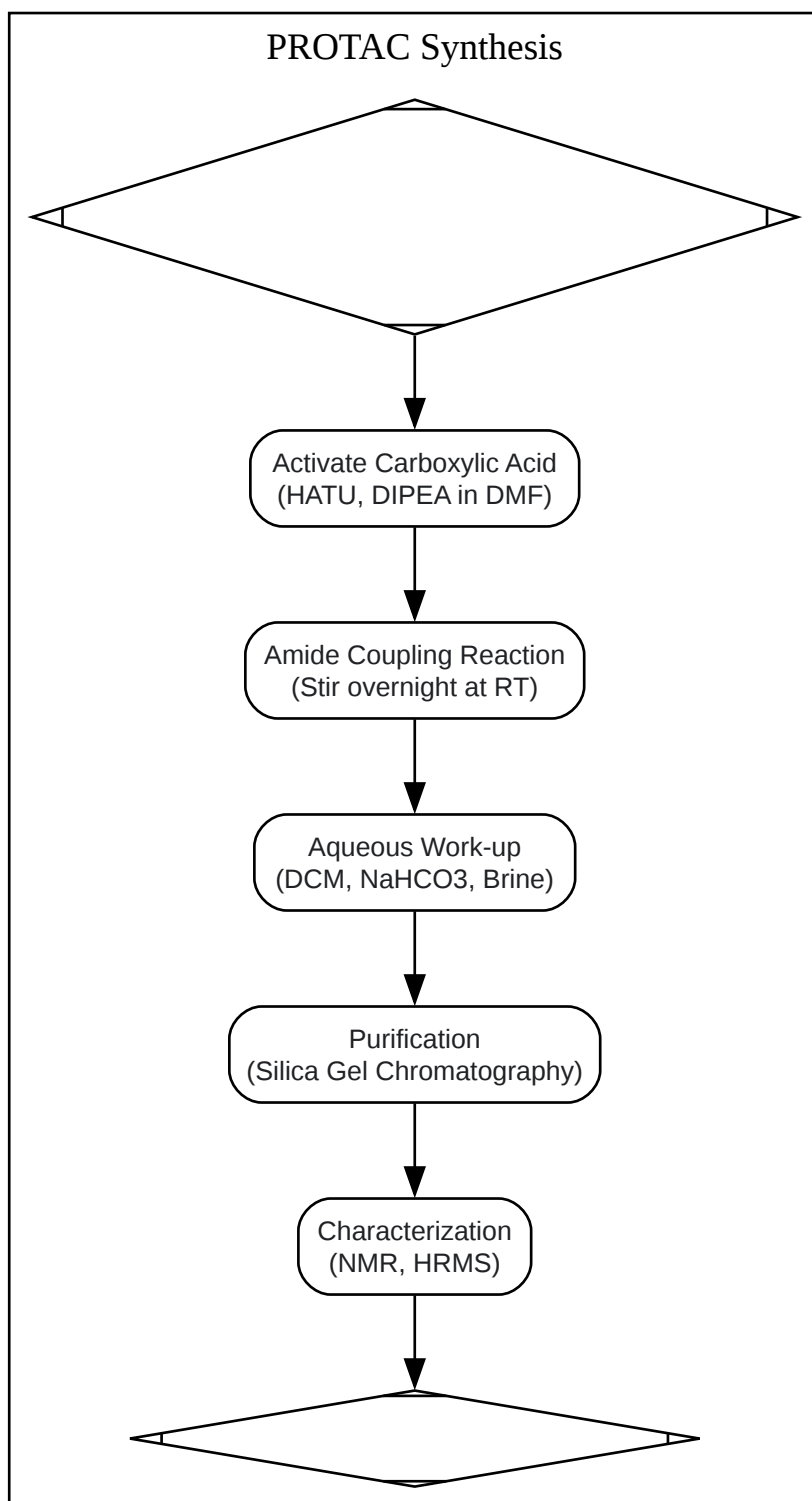 PROTAC Synthesis
Activate Carboxylic Acid
(HATU, DIPEA in DMF)
Amide Coupling Reaction
(Stir overnight at RT)
Aqueous Work-up
(DCM, NaHCO3, Brine)
Purification
(Silica Gel Chromatography)
Characterization
(NMR, HRMS)